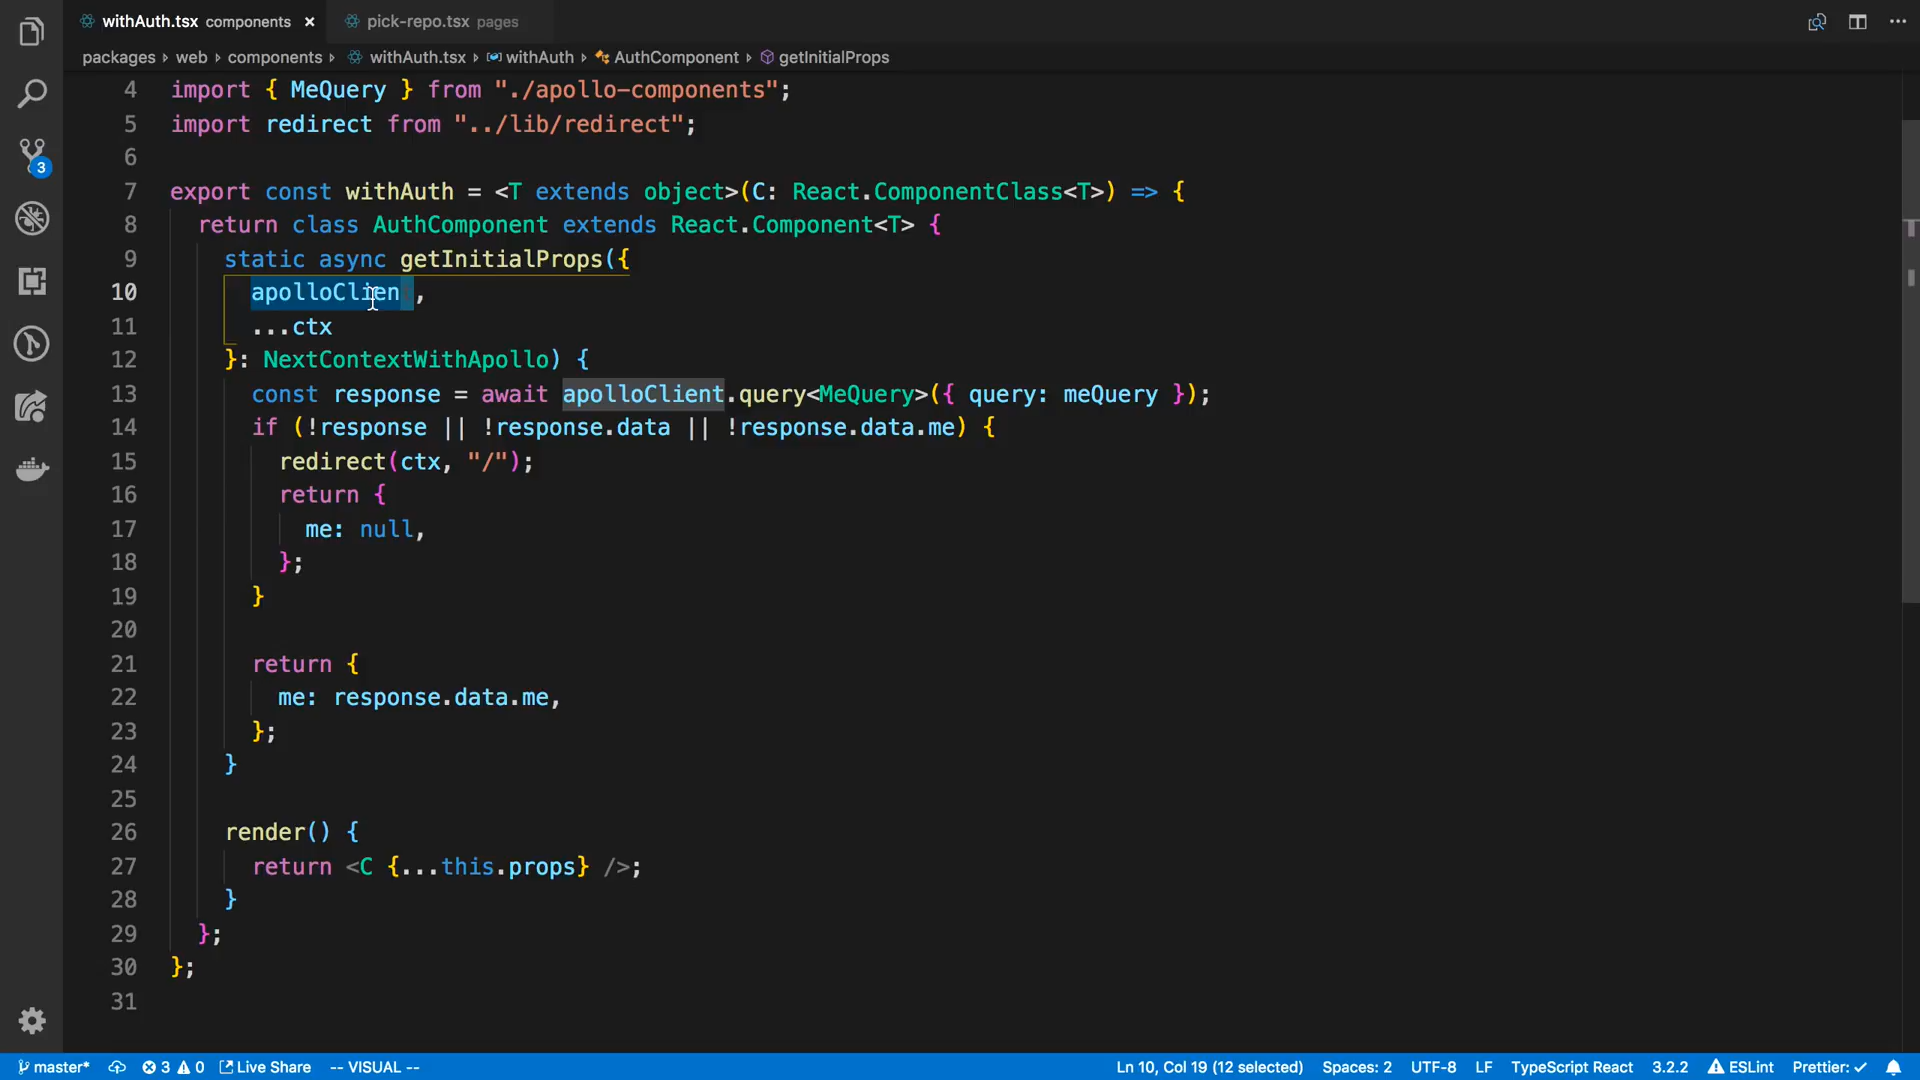 withAuth.tsx components × pick-repo.tsx pages
packages › web › components › withAuth.tsx › withAuth › AuthComponent › getInitialProps
4 import { MeQuery } from "./apollo-components";
5 import redirect from "../lib/redirect";
6
7 export const withAuth = <T extends object>(C: React.ComponentClass<T>) => {
8 return class AuthComponent extends React.Component<T> {
9 static async getInitialProps({
10 apolloClien ,
11 ...ctx
12 }: NextContextWithApollo) {
13 const response = await apolloClient.query<MeQuery>({ query: meQuery });
14 if (!response || !response.data || !response.data.me) {
15 redirect(ctx, "/");
16 return {
17 me: null,
18 };
19 }
20
21 return {
22 me: response.data.me,
23 };
24 }
25
26 render() {
27 return <C {...this.props} />;
28 }
29 };
30 };
31
3
master* 3 0 Live Share -- VISUAL -- Ln 10, Col 19 (12 selected) Spaces: 2 UTF-8 LF TypeScript React 3.2.2 ESLint Prettier: ✓